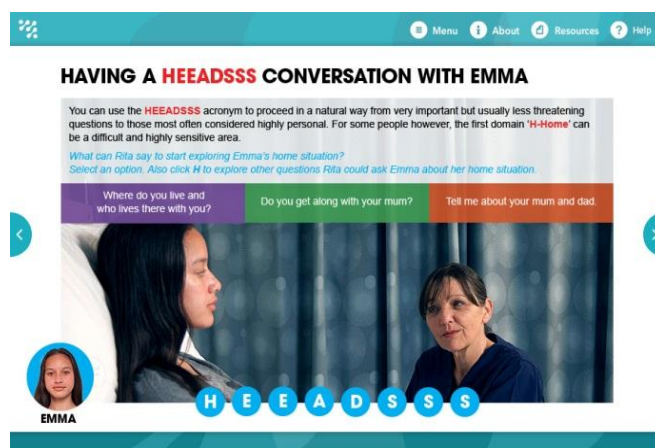 Menu
About
Resources
Help
HAVING A HEEADSSS CONVERSATION WITH EMMA
You can use the HEEADSSS acronym to proceed in a natural way from very important but usually less threatening
questions to those most often considered highly personal. For some people however, the first domain ‘H-Home’ can
be a difficult and highly sensitive area.
What can Rita say to start exploring Emma's home situation?
Select an option. Also click H to explore other questions Rita could ask Emma about her home situation.
Where do you live and
who lives there with you?
Do you get along with your mum?
Tell me about your mum and dad.
H E E A D S S S
EMMA